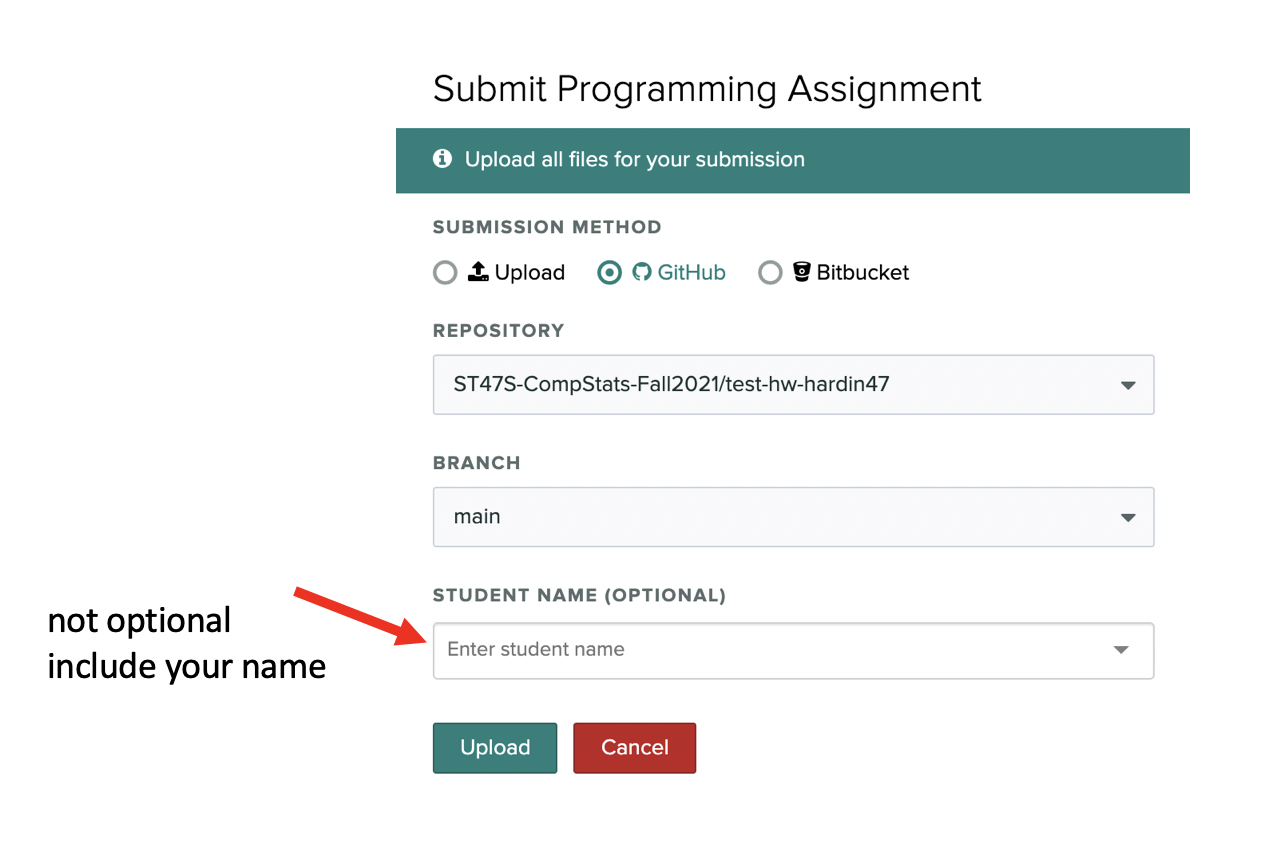 Submit Programming Assignment
Upload all files for your submission
SUBMISSION METHOD
Upload GitHub Bitbucket
REPOSITORY
ST47S-CompStats-Fall2021/test-hw-hardin47
BRANCH
main
STUDENT NAME (OPTIONAL)
not optional
include your name
Enter student name
Upload Cancel